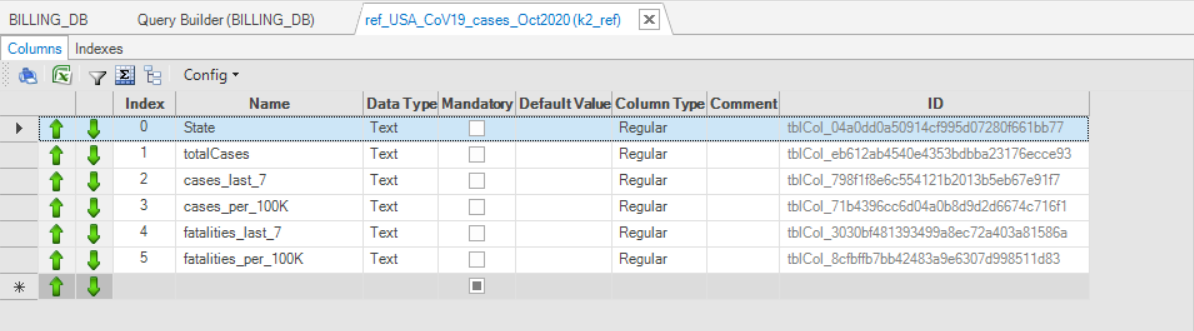 BILLING_DB Query Builder (BILLING_DB) ref_USA_CoV19_cases_Oct2020 (k2_ref)
Columns Indexes
Config
Index Name Data Type Mandatory Default Value Column Type Comment ID
0 State Text Regular tblCol_04a0dd0a50914cf995d07280f661bb77
1 totalCases Text Regular tblCol_eb612ab4540e4353bdbba23176ecce93
2 cases_last_7 Text Regular tblCol_798f1f8e6c554121b2013b5eb67e91f7
3 cases_per_100K Text Regular tblCol_71b4396cc6d04a0b8d9d2d6674c716f1
4 fatalities_last_7 Text Regular tblCol_3030bf481393499a8ec72a403a81586a
5 fatalities_per_100K Text Regular tblCol_8cfbffb7bb42483a9e6307d998511d83